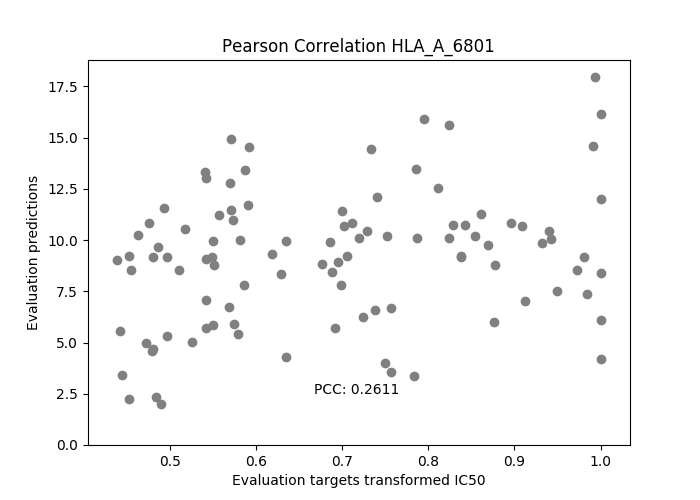 Pearson Correlation HLA_A_6801
17.5
15.0
12.5
10.0
7.5
5.0
2.5
0.0
Evaluation predictions
PCC: 0.2611
0.5 0.6 0.7 0.8 0.9 1.0
Evaluation targets transformed IC50